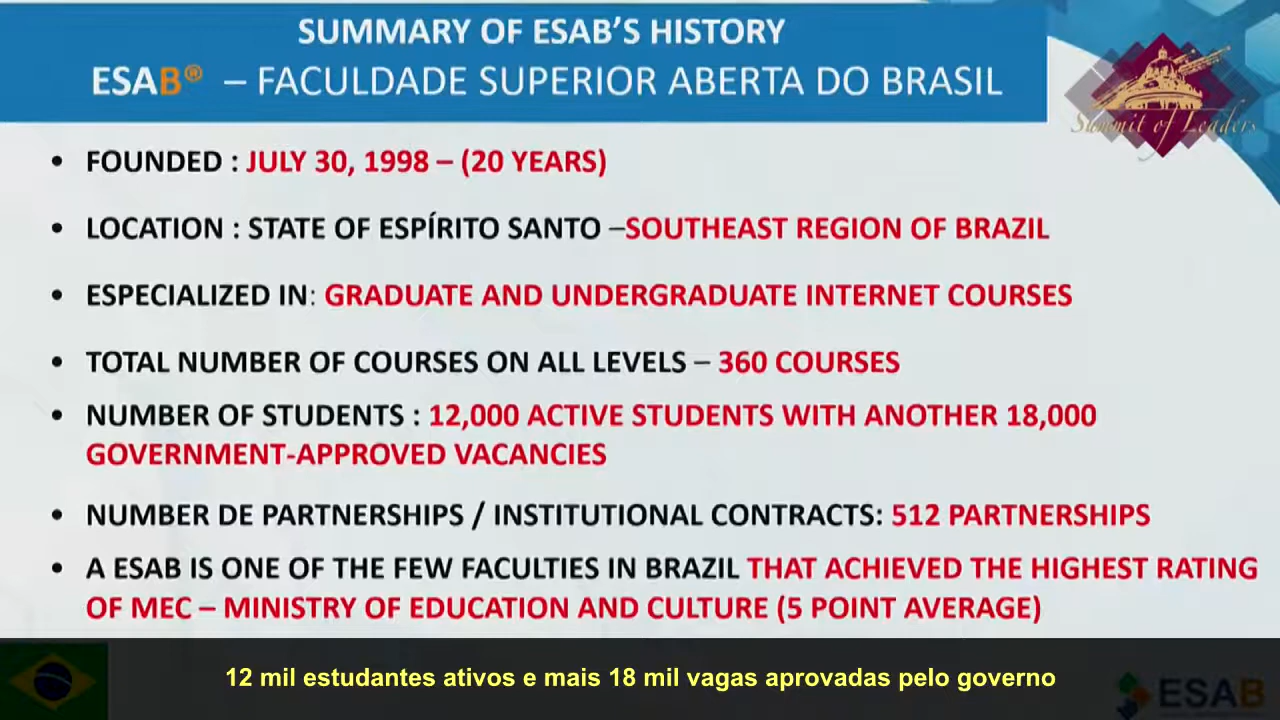 SUMMARY OF ESAB'S HISTORY
ESAB® – FACULDADE SUPERIOR ABERTA DO BRASIL
Summit of Leaders
• FOUNDED : JULY 30, 1998 – (20 YEARS)
• LOCATION : STATE OF ESPÍRITO SANTO –SOUTHEAST REGION OF BRAZIL
• ESPECIALIZED IN: GRADUATE AND UNDERGRADUATE INTERNET COURSES
• TOTAL NUMBER OF COURSES ON ALL LEVELS – 360 COURSES
• NUMBER OF STUDENTS : 12,000 ACTIVE STUDENTS WITH ANOTHER 18,000
GOVERNMENT-APPROVED VACANCIES
• NUMBER DE PARTNERSHIPS / INSTITUTIONAL CONTRACTS: 512 PARTNERSHIPS
• A ESAB IS ONE OF THE FEW FACULTIES IN BRAZIL THAT ACHIEVED THE HIGHEST RATING
OF MEC – MINISTRY OF EDUCATION AND CULTURE (5 POINT AVERAGE)
12 mil estudantes ativos e mais 18 mil vagas aprovadas pelo governo
ESAB